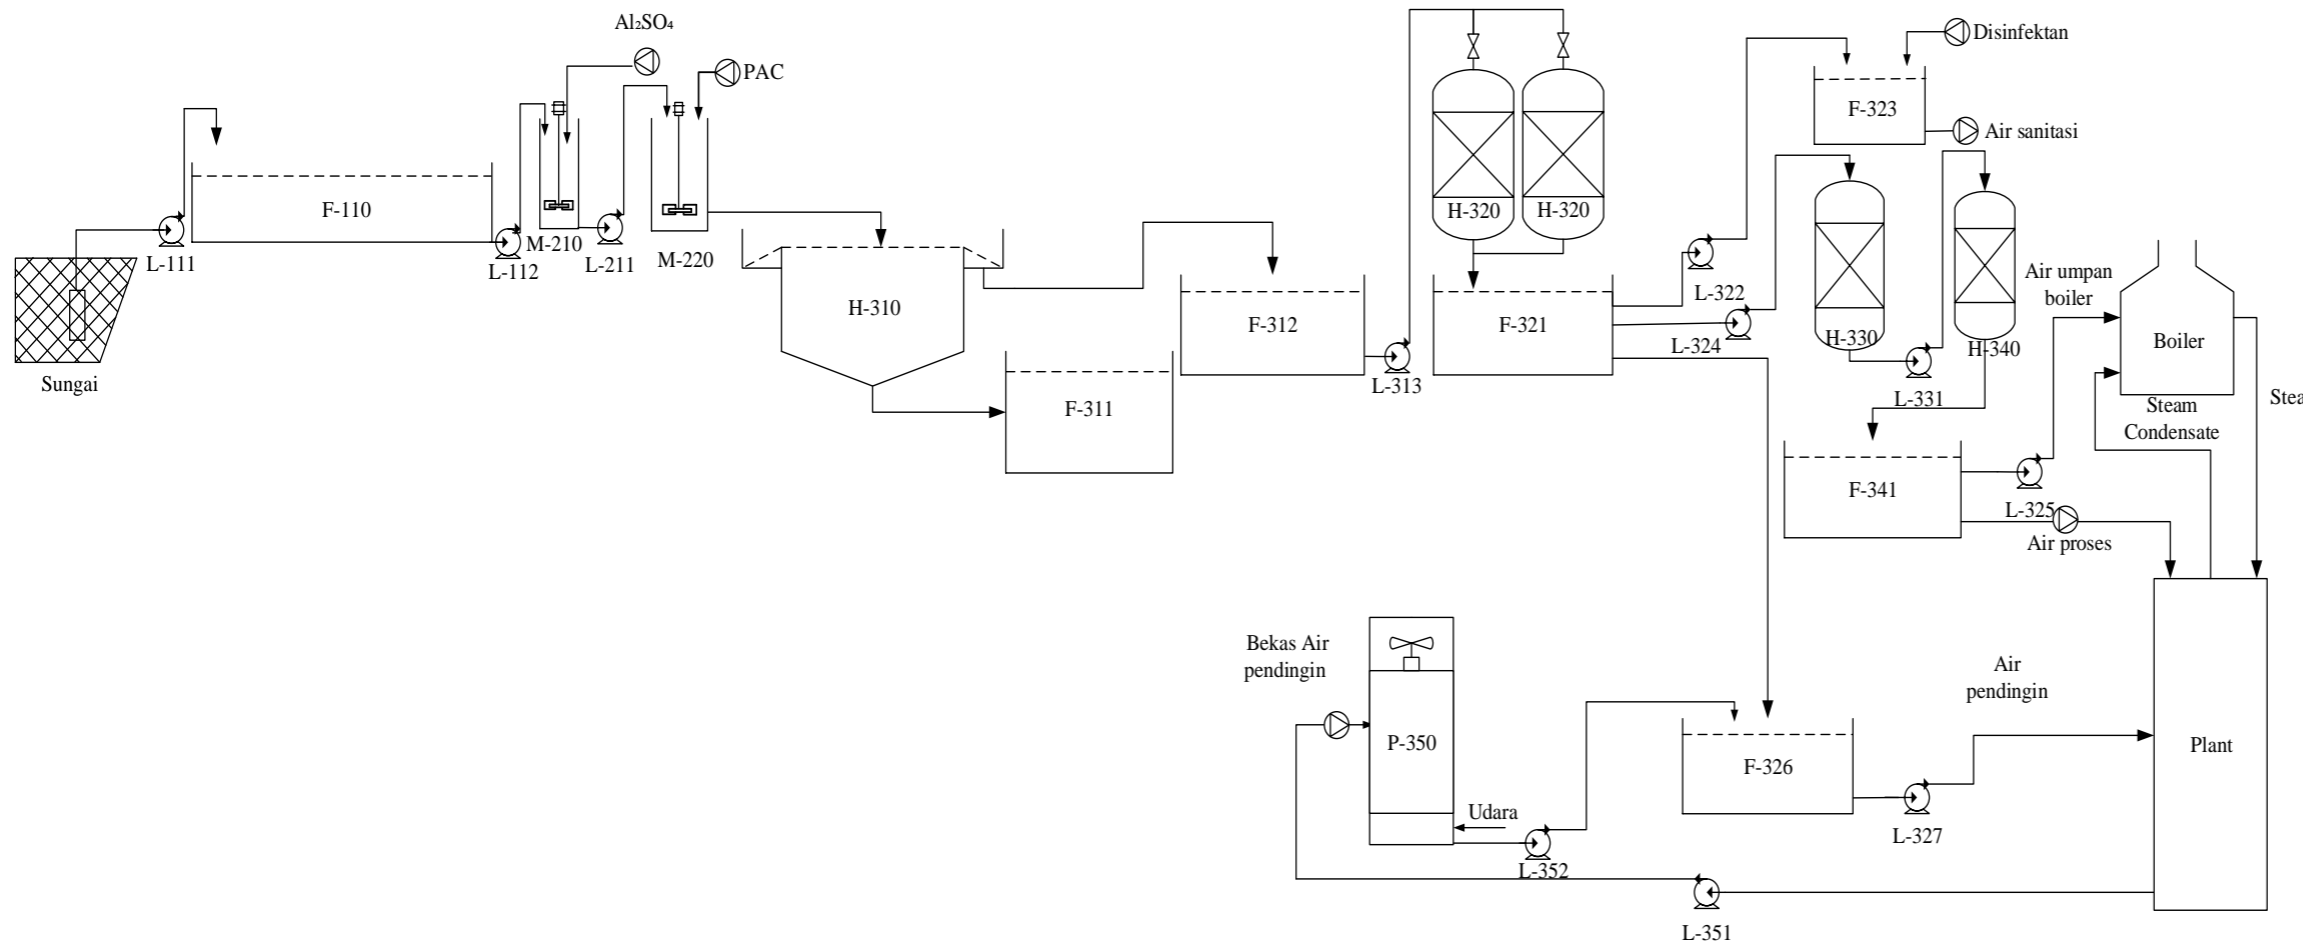 Al₂SO₄
PAC
Disinfektan
F-323
Air sanitasi
F-110
M-210
L-111
L-112
L-211
M-220
Sungai
H-310
F-311
F-312
L-313
H-320
H-320
F-321
L-322
L-324
H-330
H-340
L-331
Air umpan
boiler
Boiler
Steam
Condensate
Stea
F-341
L-325
Air proses
Bekas Air
pendingin
P-350
Udara
L-352
F-326
Air
pendingin
L-327
Plant
L-351